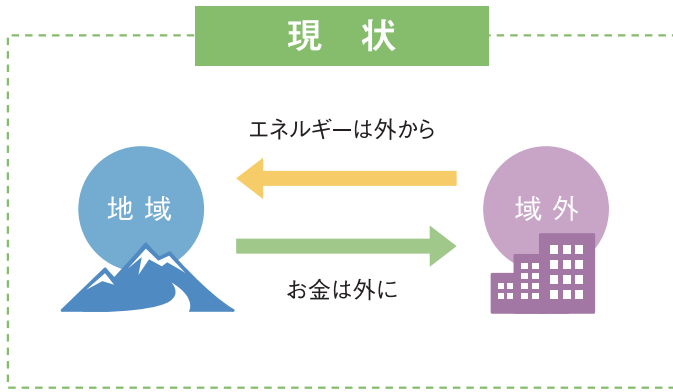 現状
エネルギーは外から
地域
域外
お金は外に